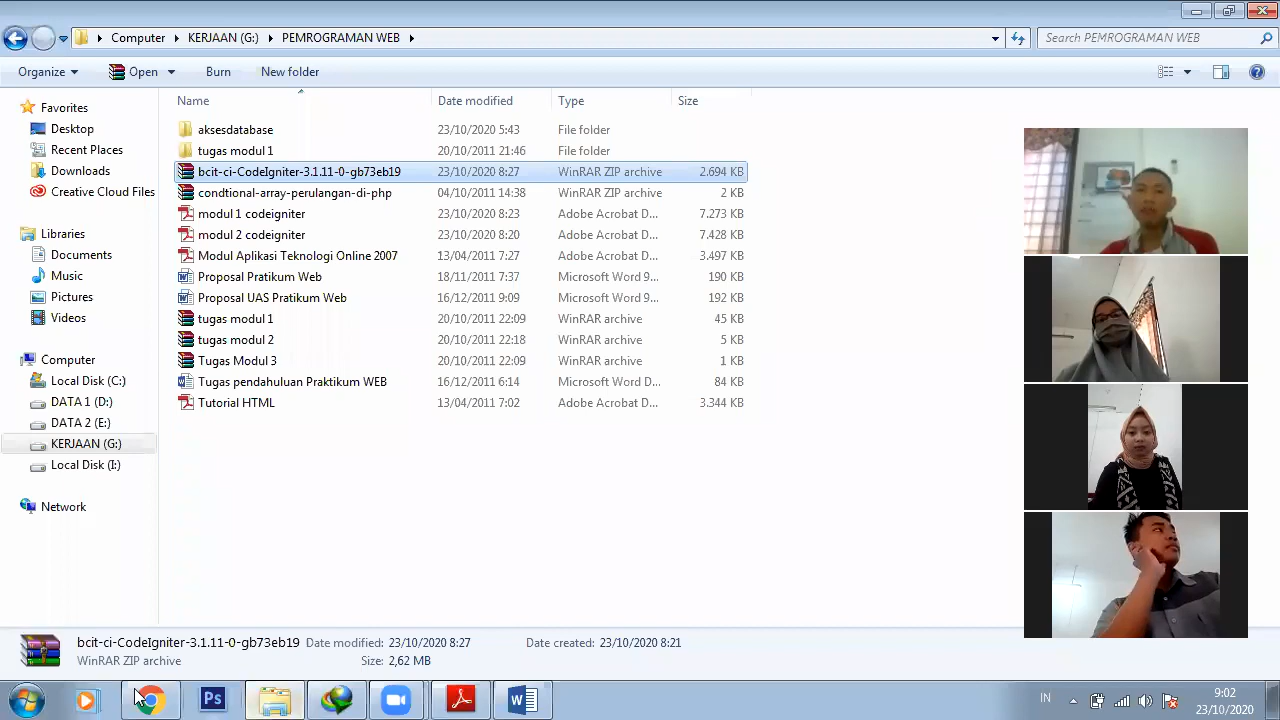 Computer KERJAAN (G:) PEMROGRAMAN WEB Search PEMROGRAMAN WEB
Organize Open Burn New folder
Name Date modified Type Size
Favorites
Desktop
Recent Places
Downloads
Creative Cloud Files
Libraries
Documents
Music
Pictures
Videos
Computer
Local Disk (C:)
DATA 1 (D:)
DATA 2 (E:)
KERJAAN (G:)
Local Disk (I:)
Network
aksesdatabase 23/10/2020 5:43 File folder
tugas modul 1 20/10/2011 21:46 File folder
bcit-ci-CodeIgniter-3.1.11-0-gb73eb19 23/10/2020 8:27 WinRAR ZIP archive 2.694 KB
condtional-array-perulangan-di-php 04/10/2011 14:38 WinRAR ZIP archive 2 KB
modul 1 codeigniter 23/10/2020 8:23 Adobe Acrobat D... 7.273 KB
modul 2 codeigniter 23/10/2020 8:20 Adobe Acrobat D... 7.428 KB
Modul Aplikasi Teknologi Online 2007 13/04/2011 7:27 Adobe Acrobat D... 3.497 KB
Proposal Pratikum Web 18/11/2011 7:37 Microsoft Word 9... 190 KB
Proposal UAS Pratikum Web 16/12/2011 9:09 Microsoft Word 9... 192 KB
tugas modul 1 20/10/2011 22:09 WinRAR archive 45 KB
tugas modul 2 20/10/2011 22:18 WinRAR archive 5 KB
Tugas Modul 3 20/10/2011 22:09 WinRAR archive 1 KB
Tugas pendahuluan Praktikum WEB 16/12/2011 6:14 Microsoft Word D... 84 KB
Tutorial HTML 13/04/2011 7:02 Adobe Acrobat D... 3.344 KB
bcit-ci-CodeIgniter-3.1.11-0-gb73eb19 Date modified: 23/10/2020 8:27 Date created: 23/10/2020 8:21
WinRAR ZIP archive Size: 2,62 MB
Ps W IN 9:02
23/10/2020